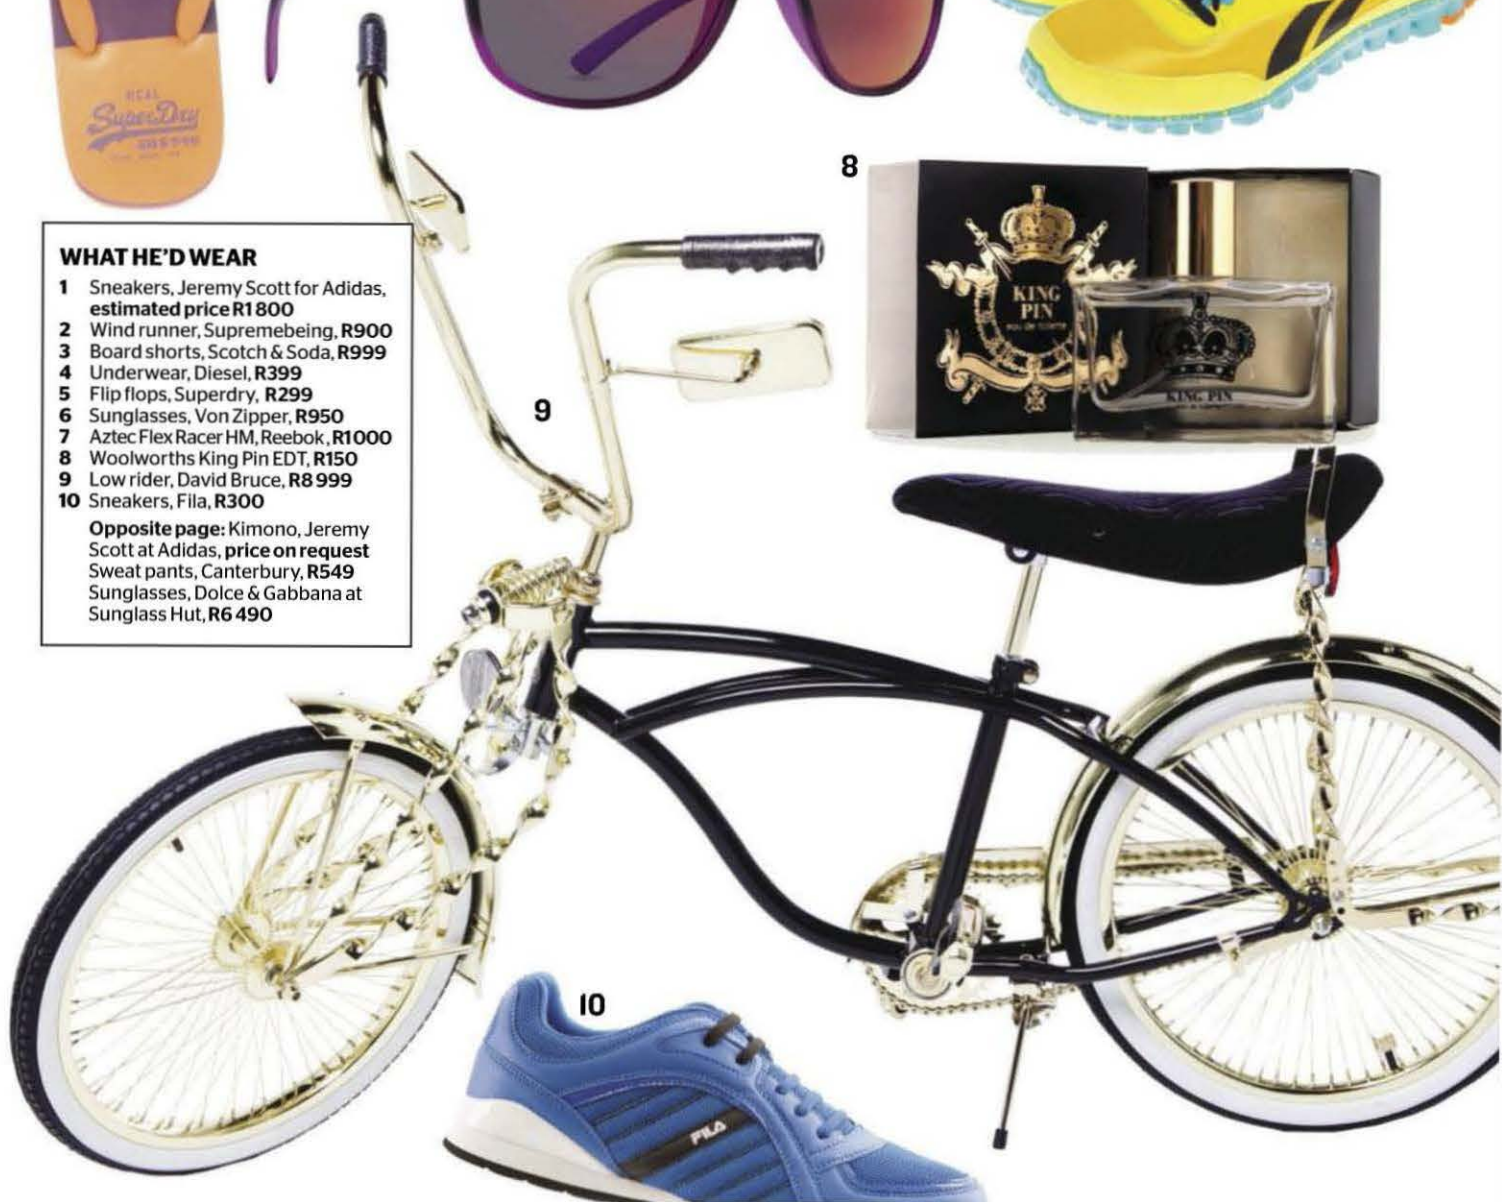 REAL
SuperDry
8
KING
PIN
eau de toilette
KING PIN
WHAT HE'D WEAR
1 Sneakers, Jeremy Scott for Adidas,
estimated price R1 800
2 Wind runner, Supremebeing, R900
3 Board shorts, Scotch & Soda, R999
4 Underwear, Diesel, R399
5 Flip flops, Superdry, R299
6 Sunglasses, Von Zipper, R950
7 Aztec Flex Racer HM, Reebok, R1000
8 Woolworths King Pin EDT, R150
9 Low rider, David Bruce, R8 999
10 Sneakers, Fila, R300
Opposite page: Kimono, Jeremy
Scott at Adidas, price on request
Sweat pants, Canterbury, R549
Sunglasses, Dolce & Gabbana at
Sunglass Hut, R6 490
9
10
FILA